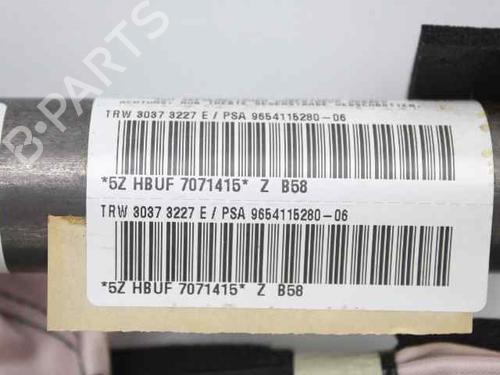 TRW 3037 3227 E / PSA 9654115280-06
*5Z HBUF 7071415* Z B58
TRW 3037 3227 E / PSA 9654115280-06
*5Z HBUF 7071415* Z B58
B-PARTS